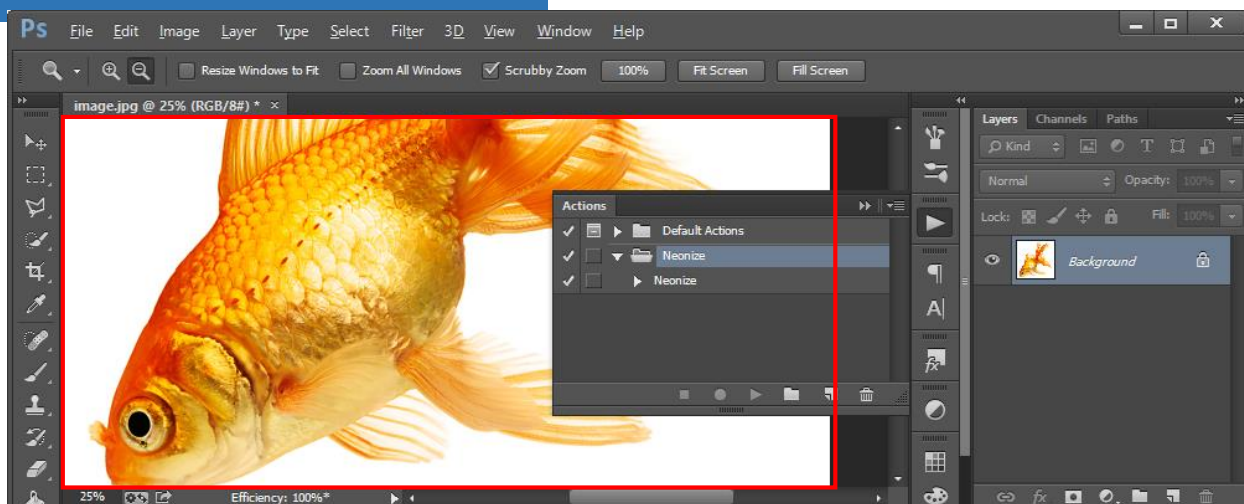 Ps File Edit Image Layer Type Select Filter 3D View Window Help
Resize Windows to Fit Zoom All Windows Scrubby Zoom 100% Fit Screen Fill Screen
image.jpg @ 25% (RGB/8#) * ×
Layers Channels Paths
Kind T
Normal Opacity: 100%
Lock: Fill: 100%
Background
Actions
Default Actions
Neonize
Neonize
A
fx
25% Efficiency: 100%*
fx